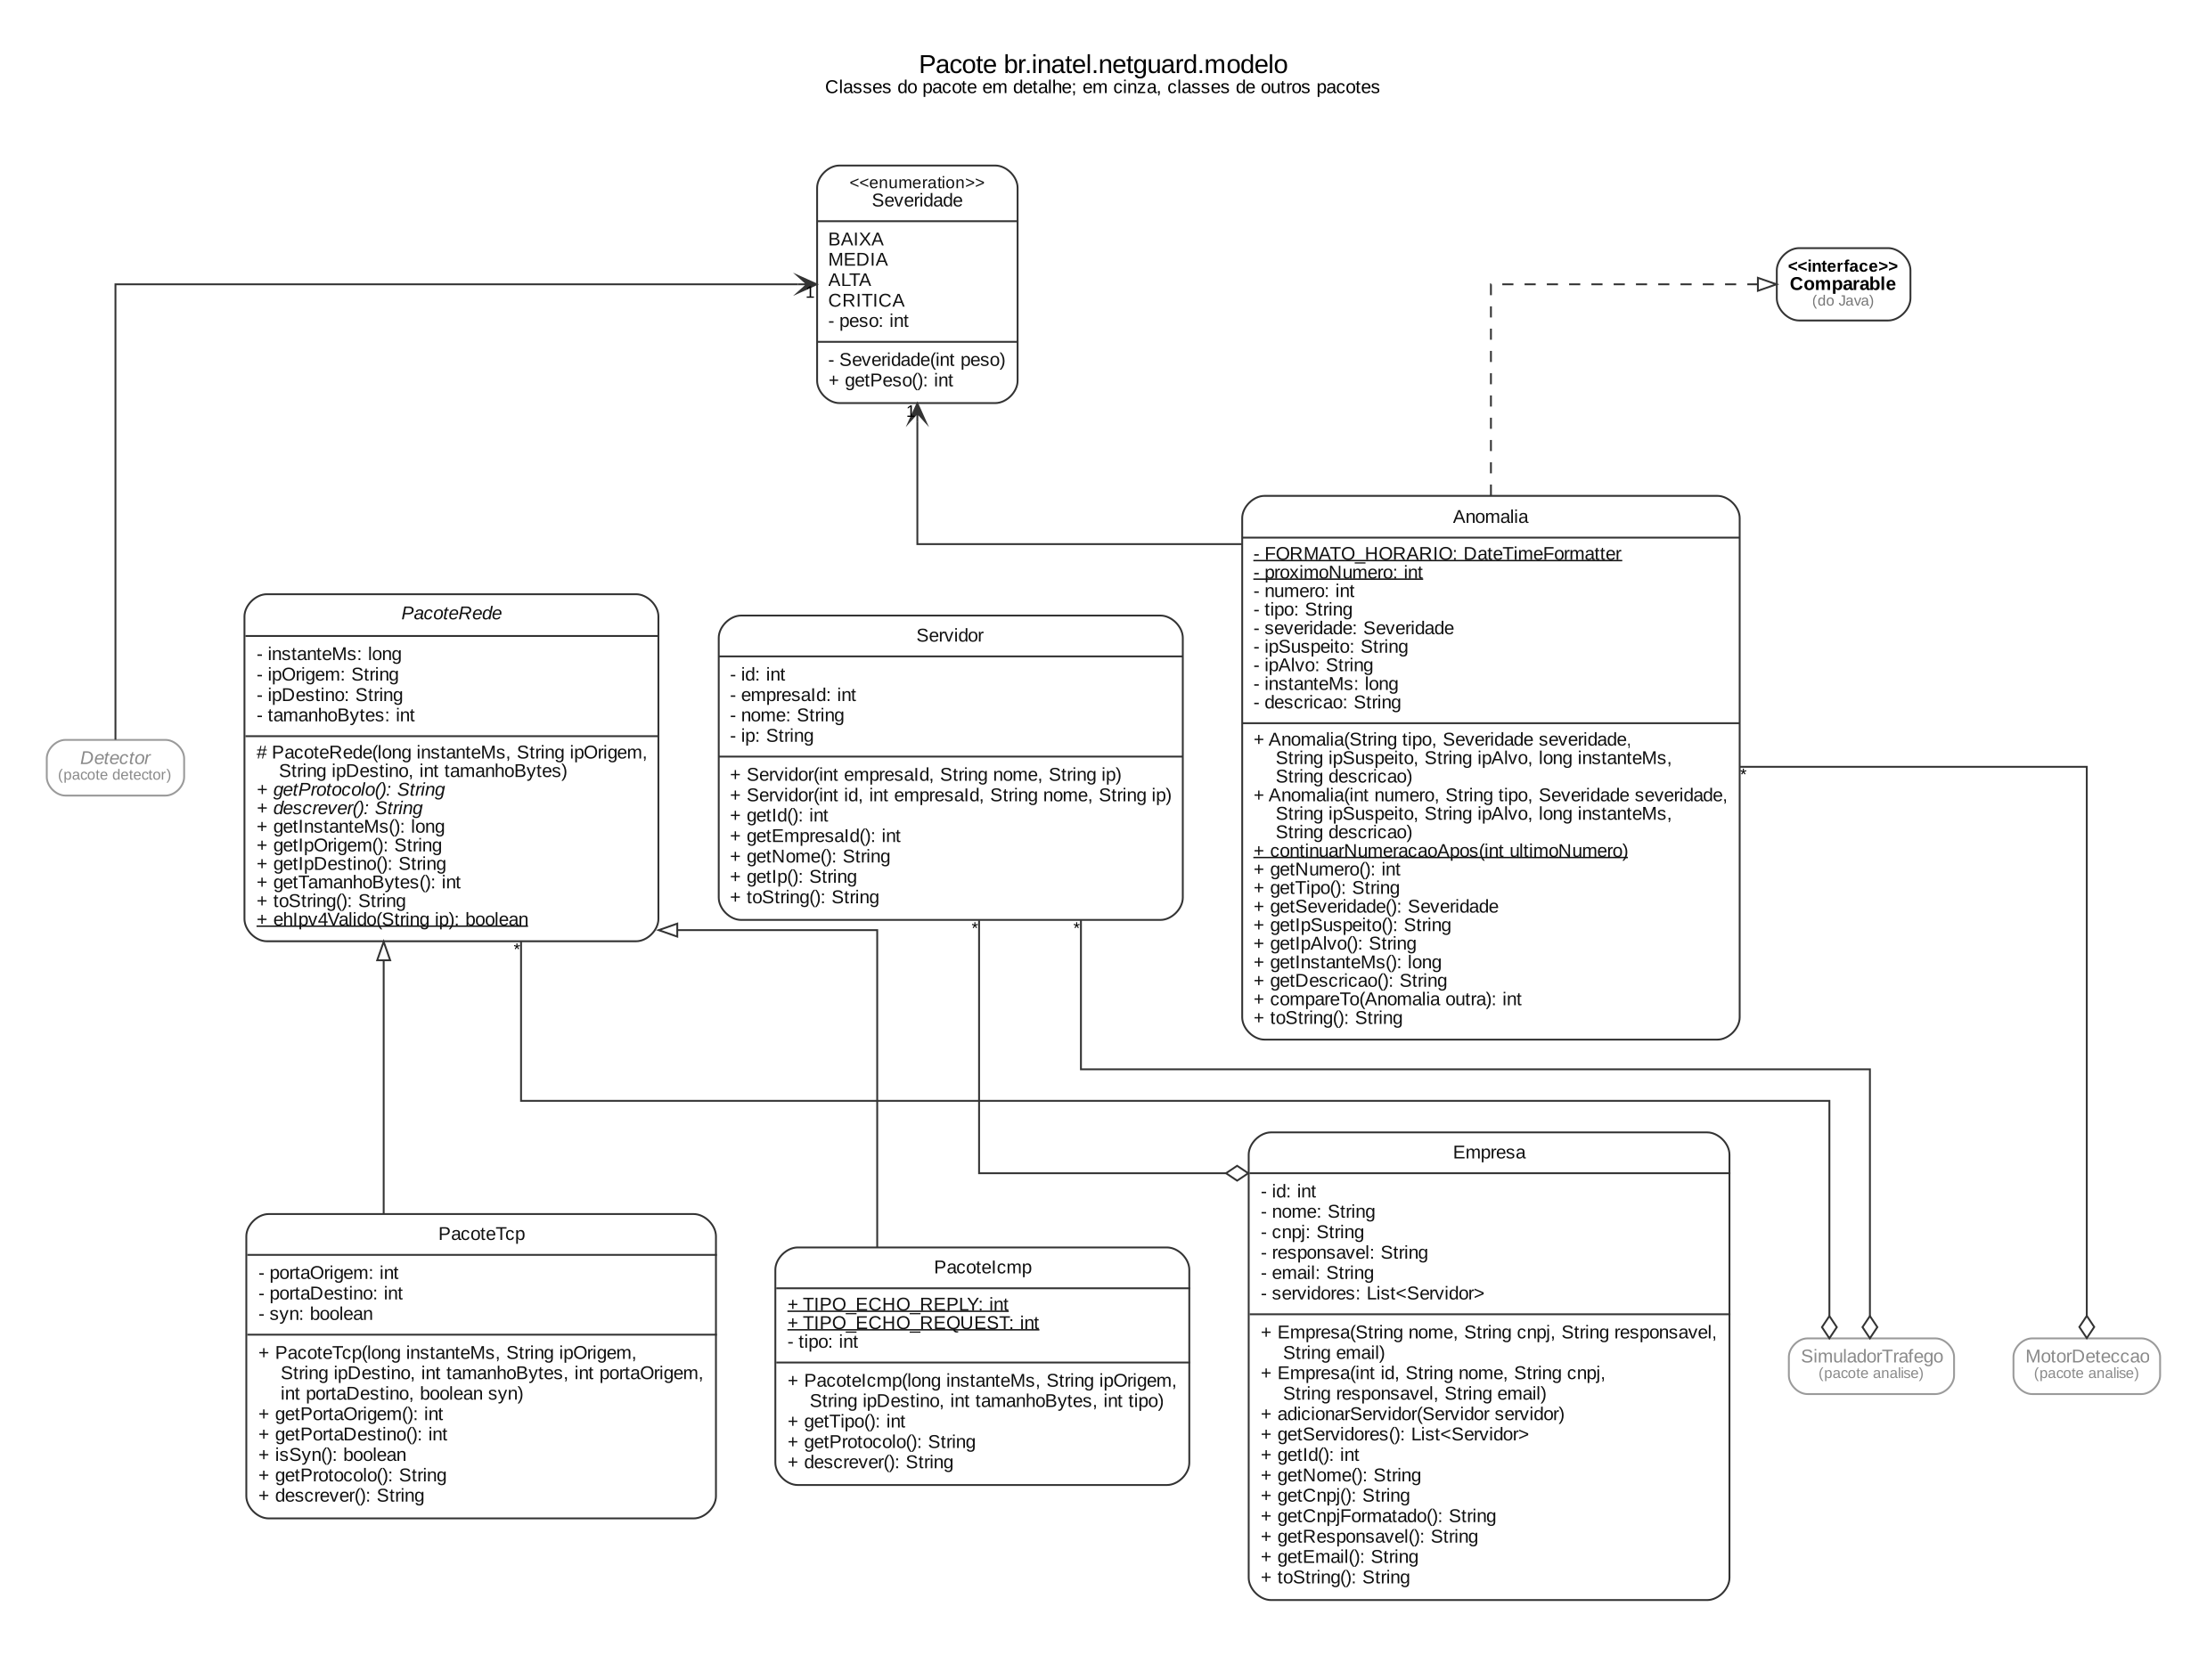 Pacote br.inatel.netguard.modelo
Classes do pacote em detalhe; em cinza, classes de outros pacotes
<<enumeration>>
Severidade
BAIXA
MEDIA
ALTA
CRITICA
- peso: int
- Severidade(int peso)
+ getPeso(): int
1
1
<<interface>>
Comparable
(do Java)
Anomalia
- FORMATO_HORARIO: DateTimeFormatter
- proximoNumero: int
- numero: int
- tipo: String
- severidade: Severidade
- ipSuspeito: String
- ipAlvo: String
- instanteMs: long
- descricao: String
+ Anomalia(String tipo, Severidade severidade,
String ipSuspeito, String ipAlvo, long instanteMs,
String descricao)
+ Anomalia(int numero, String tipo, Severidade severidade,
String ipSuspeito, String ipAlvo, long instanteMs,
String descricao)
+ continuarNumeracaoApos(int ultimoNumero)
+ getNumero(): int
+ getTipo(): String
+ getSeveridade(): Severidade
+ getIpSuspeito(): String
+ getIpAlvo(): String
+ getInstanteMs(): long
+ getDescricao(): String
+ compareTo(Anomalia outra): int
+ toString(): String
*
PacoteRede
- instanteMs: long
- ipOrigem: String
- ipDestino: String
- tamanhoBytes: int
# PacoteRede(long instanteMs, String ipOrigem,
String ipDestino, int tamanhoBytes)
+ getProtocolo(): String
+ descrever(): String
+ getInstanteMs(): long
+ getIpOrigem(): String
+ getIpDestino(): String
+ getTamanhoBytes(): int
+ toString(): String
+ ehIpv4Valido(String ip): boolean
*
Servidor
- id: int
- empresaId: int
- nome: String
- ip: String
+ Servidor(int empresaId, String nome, String ip)
+ Servidor(int id, int empresaId, String nome, String ip)
+ getId(): int
+ getEmpresaId(): int
+ getNome(): String
+ getIp(): String
+ toString(): String
*
*
Detector
(pacote detector)
PacoteTcp
- portaOrigem: int
- portaDestino: int
- syn: boolean
+ PacoteTcp(long instanteMs, String ipOrigem,
String ipDestino, int tamanhoBytes, int portaOrigem,
int portaDestino, boolean syn)
+ getPortaOrigem(): int
+ getPortaDestino(): int
+ isSyn(): boolean
+ getProtocolo(): String
+ descrever(): String
PacoteIcmp
+ TIPO_ECHO_REPLY: int
+ TIPO_ECHO_REQUEST: int
- tipo: int
+ PacoteIcmp(long instanteMs, String ipOrigem,
String ipDestino, int tamanhoBytes, int tipo)
+ getTipo(): int
+ getProtocolo(): String
+ descrever(): String
Empresa
- id: int
- nome: String
- cnpj: String
- responsavel: String
- email: String
- servidores: List<Servidor>
+ Empresa(String nome, String cnpj, String responsavel,
String email)
+ Empresa(int id, String nome, String cnpj,
String responsavel, String email)
+ adicionarServidor(Servidor servidor)
+ getServidores(): List<Servidor>
+ getId(): int
+ getNome(): String
+ getCnpj(): String
+ getCnpjFormatado(): String
+ getResponsavel(): String
+ getEmail(): String
+ toString(): String
SimuladorTrafego
(pacote analise)
MotorDeteccao
(pacote analise)